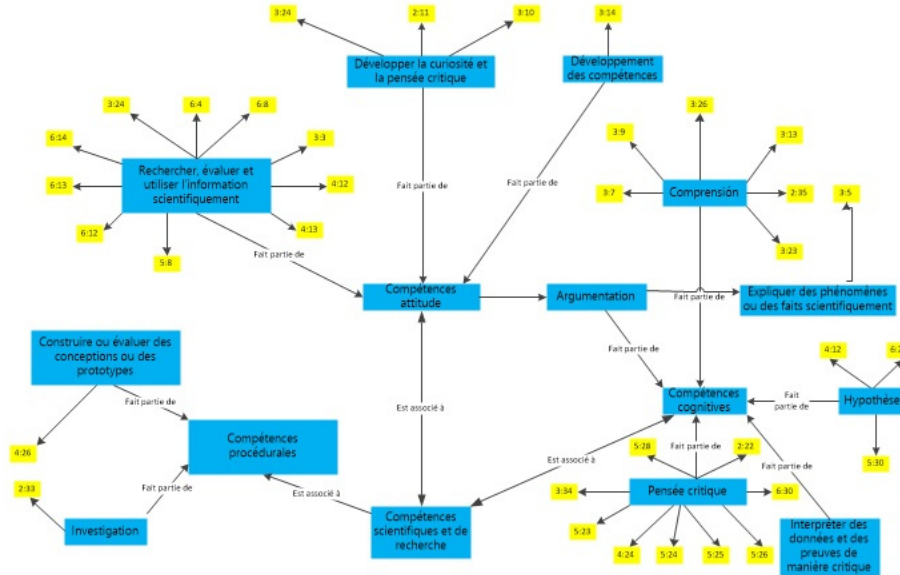 3:24
2:11
3:10
3:14
Développer la curiosité et
la pensée critique
Développement
des compétences
3:24
6:4
6:8
3:26
6:14
3:3
3:9
3:13
Rechercher, évaluer et
utiliser l'information
scientifiquement
6:13
4:12
Fait partie de
Fait partie de
3:7
Comprensión
2:35
3:5
6:12
4:13
3:23
5:8
Fait partie de
Compétences
attitude
Argumentation
Fait partie de
Expliquer des phénomènes
ou des faits scientifiquement
Construire ou évaluer des
conceptions ou des
prototypes
Fait partie de
4:12
Fait partie de
Compétences
cognitives
Fait
partie de
Hypothèse
Est associé à
4:26
Compétences
procédurales
5:28
Fait partie de
2:22
5:30
2:33
Fait partie de
Est associé à
Fait partie de
3:34
Pensée critique
6:30
Est associé à
Investigation
Compétences
scientifiques et de
recherche
5:23
4:24
5:24
5:25
5:26
Interpréter des
données et des
preuves de
manière critique